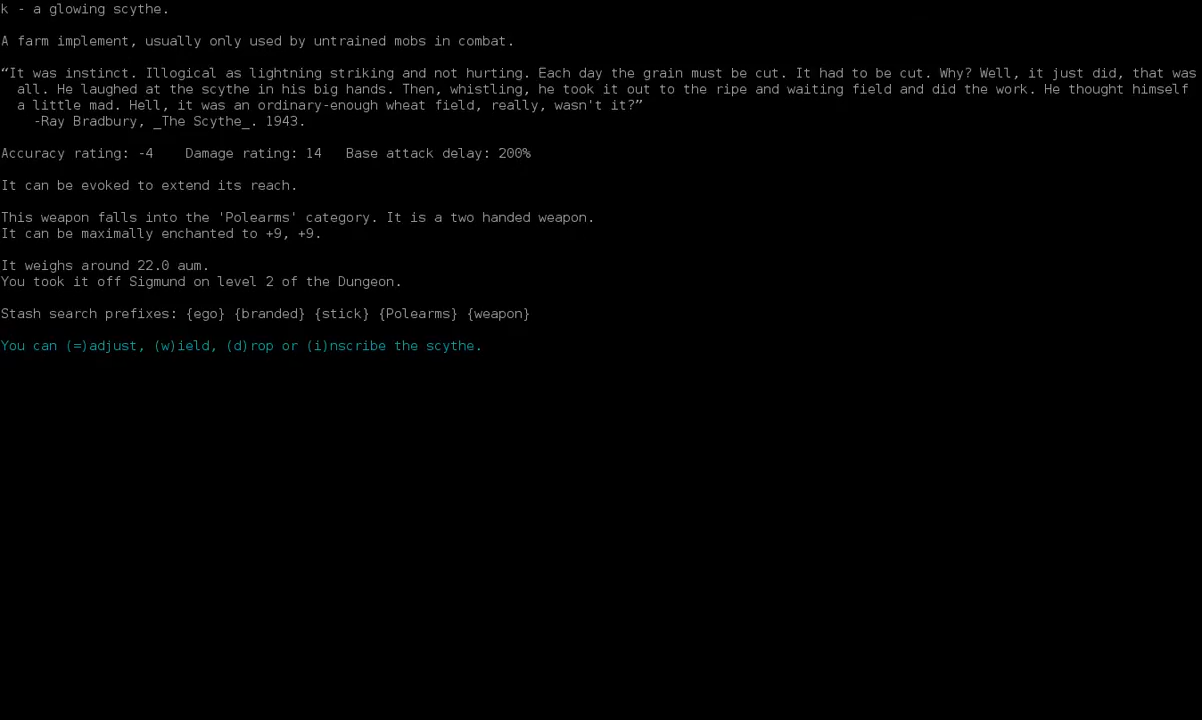 k - a glowing scythe.
A farm implement, usually only used by untrained mobs in combat.
“It was instinct. Illogical as lightning striking and not hurting. Each day the grain must be cut. It had to be cut. Why? Well, it just did, that was
all. He laughed at the scythe in his big hands. Then, whistling, he took it out to the ripe and waiting field and did the work. He thought himself
a little mad. Hell, it was an ordinary-enough wheat field, really, wasn't it?”
-Ray Bradbury, _The Scythe_. 1943.
Accuracy rating: -4    Damage rating: 14   Base attack delay: 200%
It can be evoked to extend its reach.
This weapon falls into the 'Polearms' category. It is a two handed weapon.
It can be maximally enchanted to +9, +9.
It weighs around 22.0 aum.
You took it off Sigmund on level 2 of the Dungeon.
Stash search prefixes: {ego} {branded} {stick} {Polearms} {weapon}
You can (=)adjust, (w)ield, (d)rop or (i)nscribe the scythe.